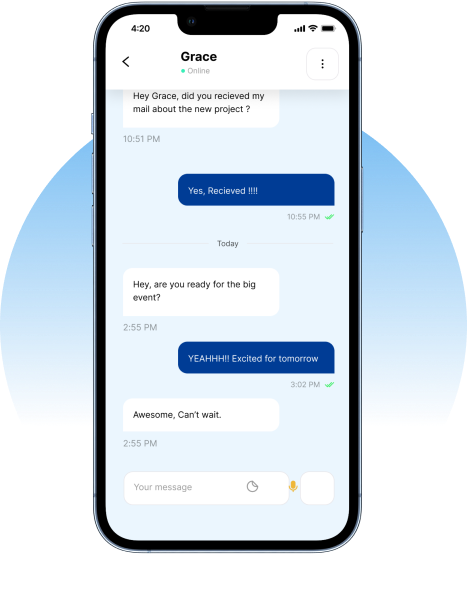 4:20
Grace
Online
Hey Grace, did you recieved my
mail about the new project ?
10:51 PM
Yes, Recieved !!!!
10:55 PM
Today
Hey, are you ready for the big
event?
2:55 PM
YEAHHH!! Excited for tomorrow
3:02 PM
Awesome, Can't wait.
2:55 PM
Your message